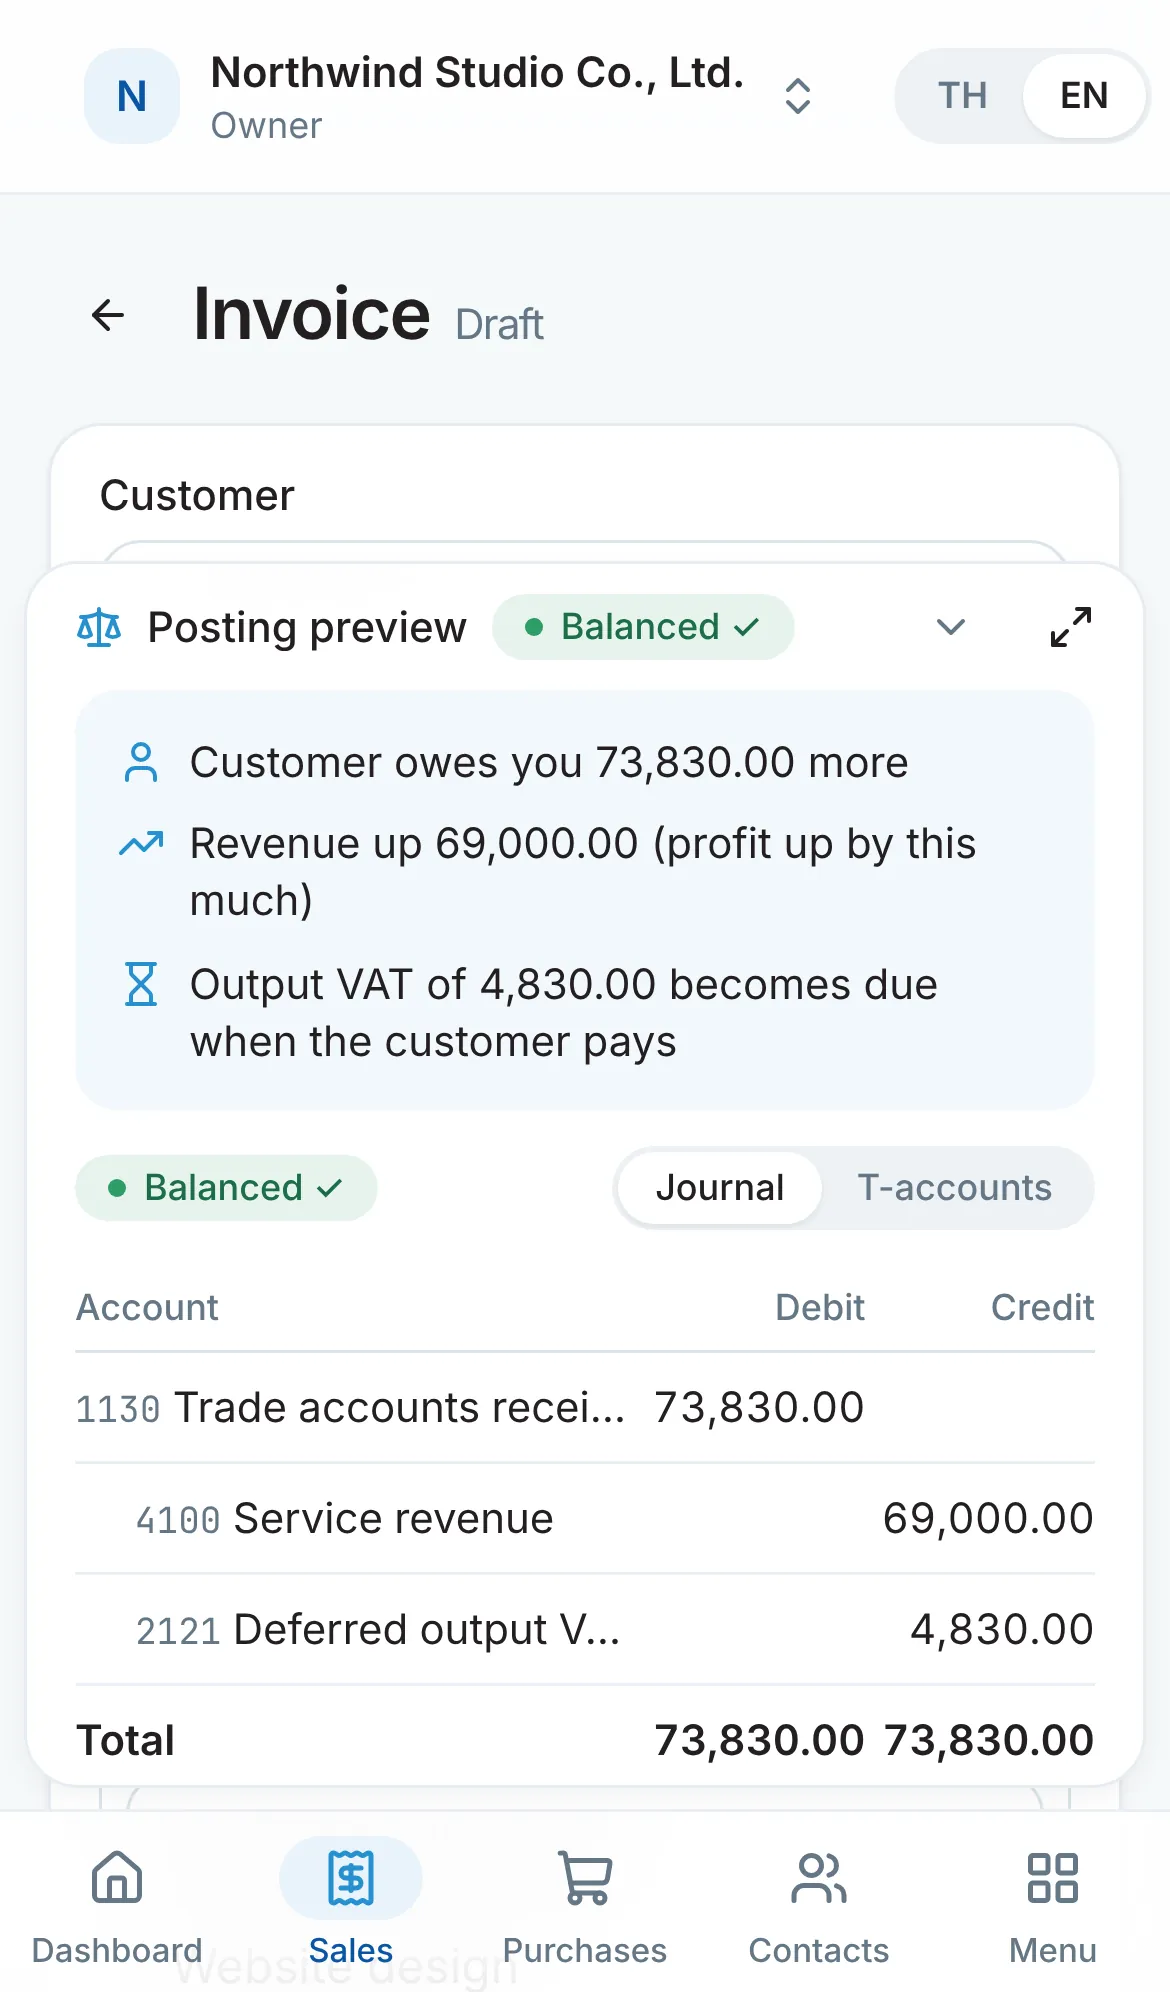 N
Northwind Studio Co., Ltd.
Owner
TH EN
Invoice Draft
Customer
Posting preview Balanced ✓
Customer owes you 73,830.00 more
Revenue up 69,000.00 (profit up by this
much)
Output VAT of 4,830.00 becomes due
when the customer pays
Balanced ✓ Journal T-accounts
Account Debit Credit
1130 Trade accounts recei... 73,830.00
4100 Service revenue 69,000.00
2121 Deferred output V... 4,830.00
Total 73,830.00 73,830.00
Dashboard Sales Purchases Contacts Menu
Website design